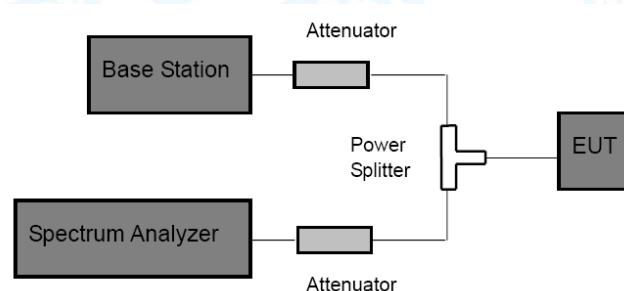 Attenuator
Base Station
Power
Splitter
EUT
Spectrum Analyzer
Attenuator